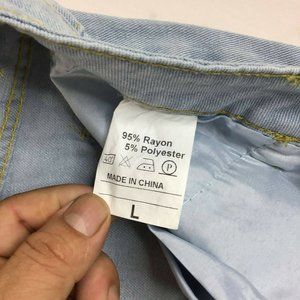 95% Rayon
5% Polyester
40 P
MADE IN CHINA
L